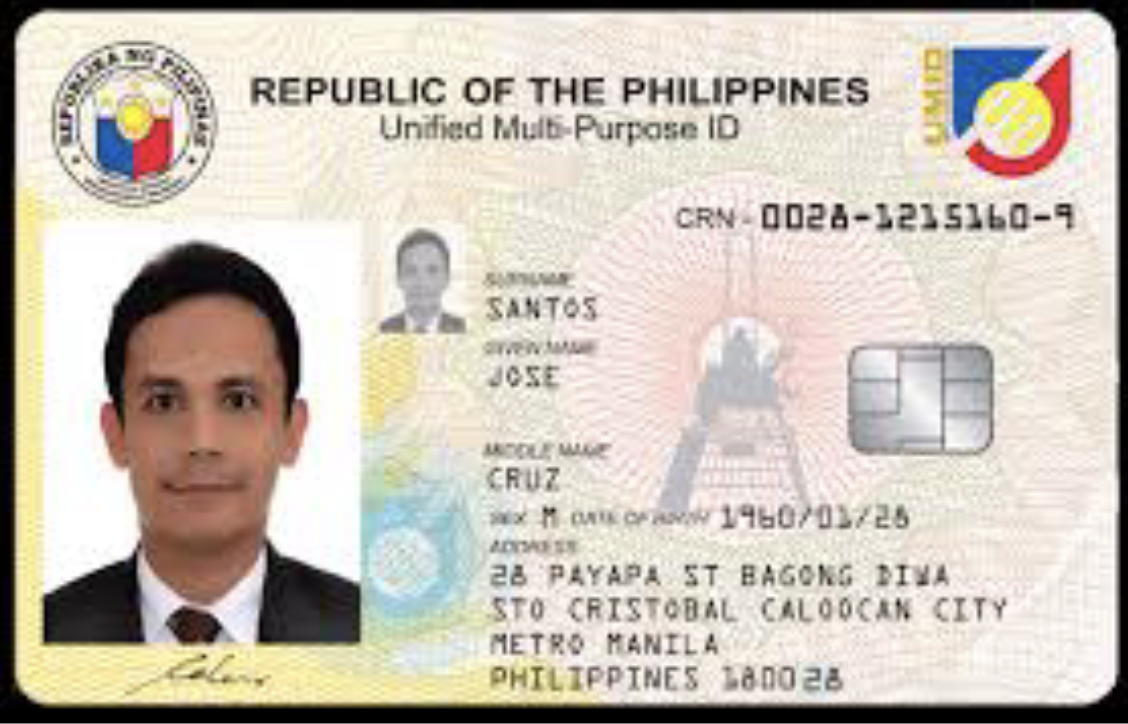 REPUBLIKA NG PILIPINAS
REPUBLIC OF THE PHILIPPINES
Unified Multi-Purpose ID
UMID
CRN - 0028-1215160-9
SURNAME
SANTOS
GIVEN NAME
JOSE
MIDDLE NAME
CRUZ
SEX M DATE OF BIRTH 1960/01/28
ADDRESS
28 PAYAPA ST BAGONG DIWA
STO CRISTOBAL CALOOCAN CITY
METRO MANILA
PHILIPPINES 180028